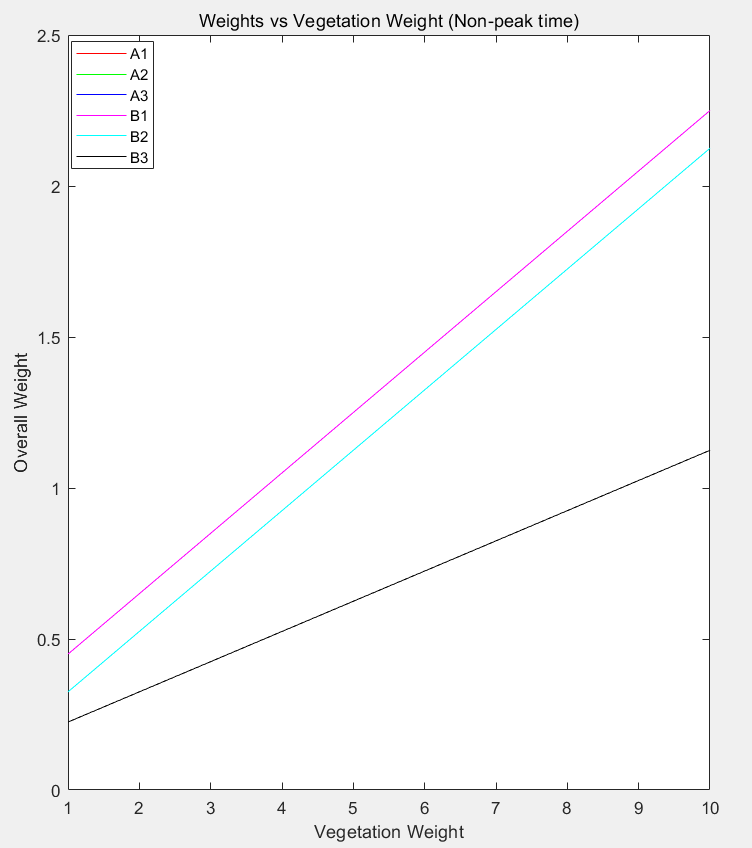 Weights vs Vegetation Weight (Non-peak time)
2.5
A1
A2
A3
B1
B2
B3
2
1.5
Overall Weight
1
0.5
0
1 2 3 4 5 6 7 8 9 10
Vegetation Weight